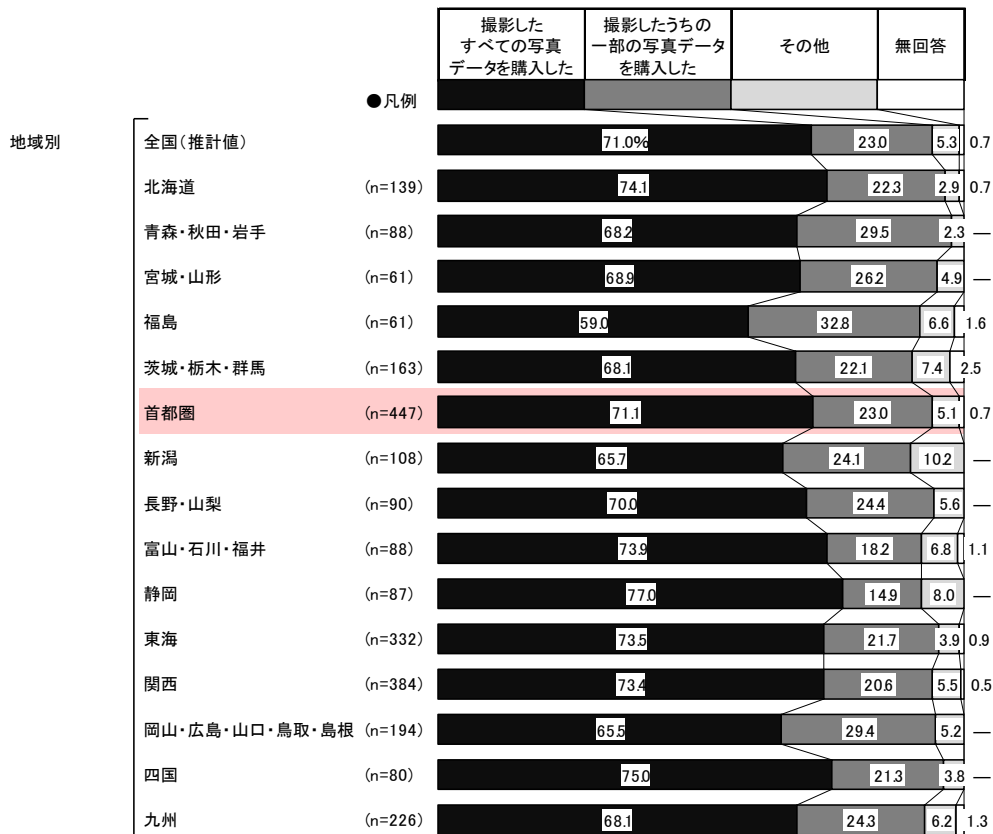 撮影した
すべての写真
データを購入した
撮影したうちの
一部の写真データ
を購入した
その他
無回答
●凡例
地域別
全国(推計値) 71.0% 23.0 5.3 0.7
北海道 (n=139) 74.1 22.3 2.9 0.7
青森・秋田・岩手 (n=88) 68.2 29.5 2.3 —
宮城・山形 (n=61) 68.9 26.2 4.9 —
福島 (n=61) 59.0 32.8 6.6 1.6
茨城・栃木・群馬 (n=163) 68.1 22.1 7.4 2.5
首都圏 (n=447) 71.1 23.0 5.1 0.7
新潟 (n=108) 65.7 24.1 10.2 —
長野・山梨 (n=90) 70.0 24.4 5.6 —
富山・石川・福井 (n=88) 73.9 18.2 6.8 1.1
静岡 (n=87) 77.0 14.9 8.0 —
東海 (n=332) 73.5 21.7 3.9 0.9
関西 (n=384) 73.4 20.6 5.5 0.5
岡山・広島・山口・鳥取・島根 (n=194) 65.5 29.4 5.2 —
四国 (n=80) 75.0 21.3 3.8 —
九州 (n=226) 68.1 24.3 6.2 1.3